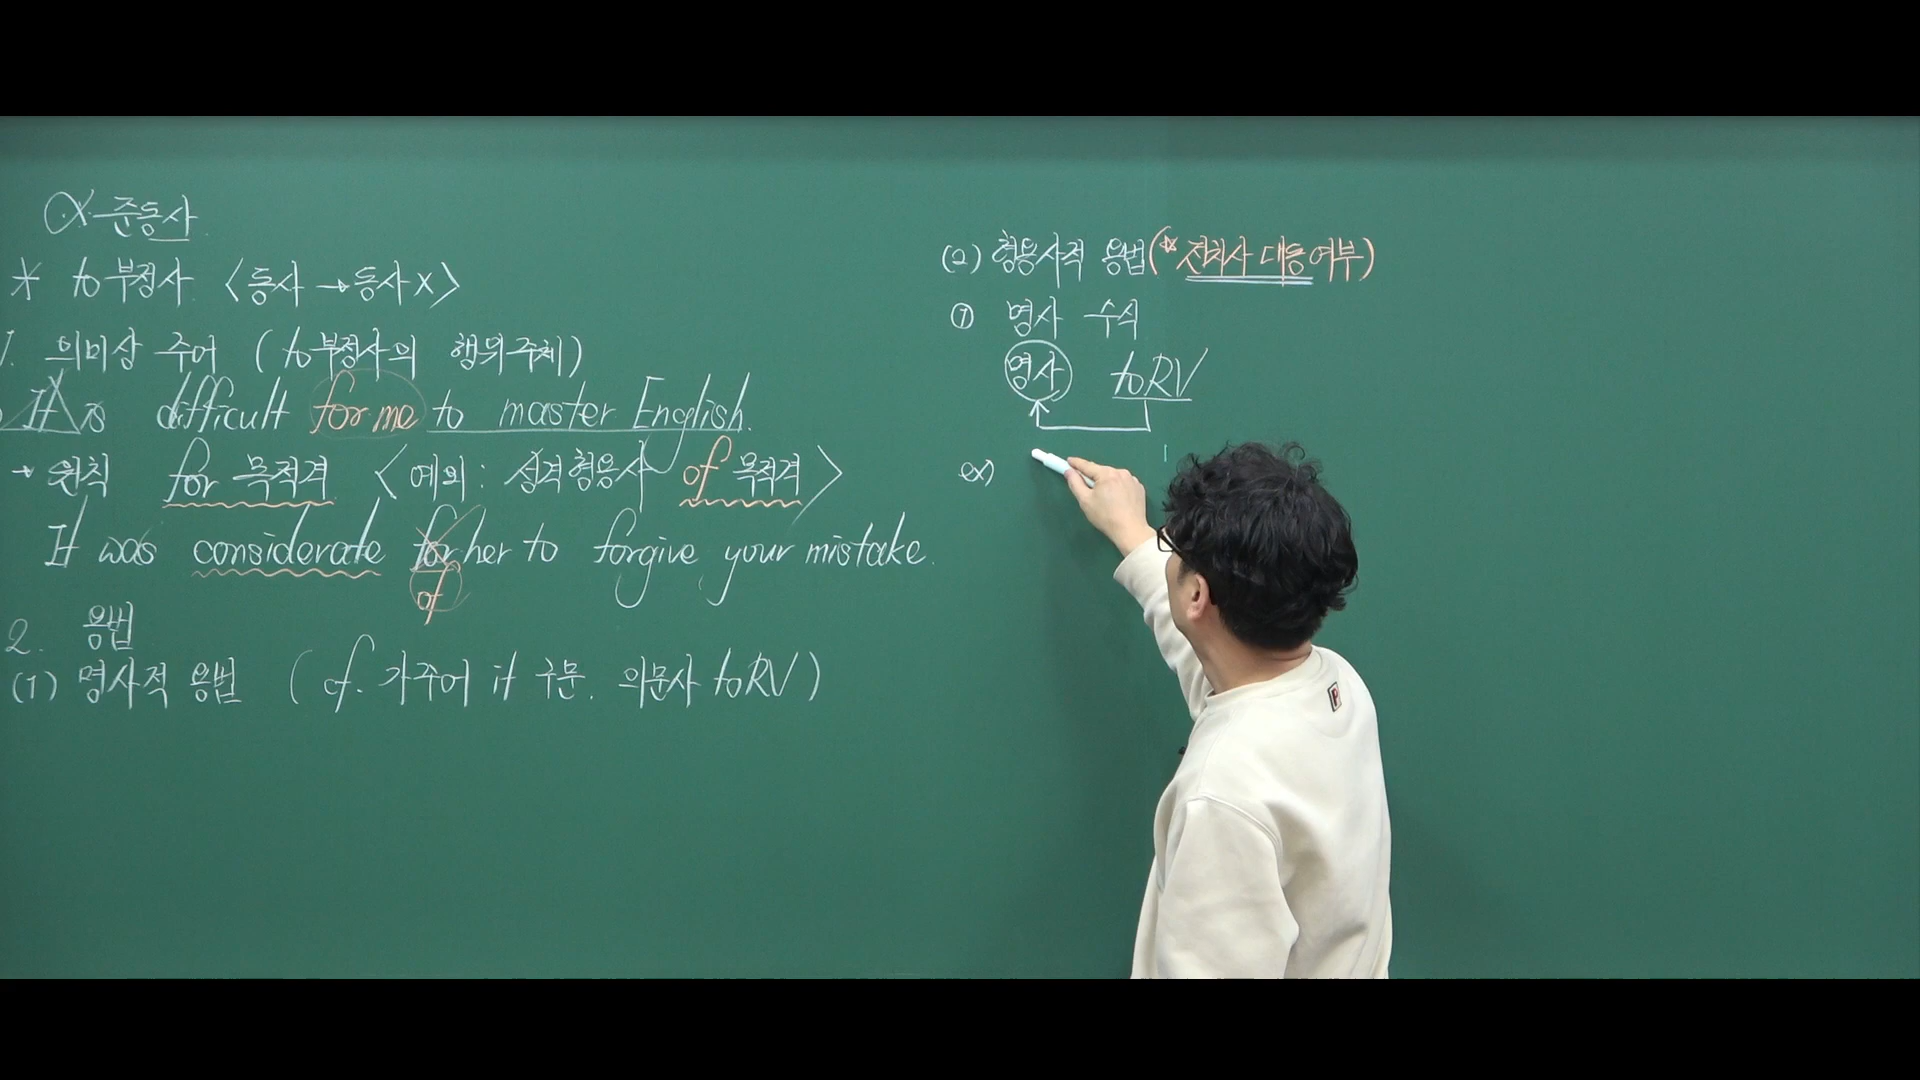 α. 준동사
* to부정사 <동사 → 동사 x>
1. 의미상 주어 (to부정사의 행위주체)
It is difficult for me to master English.
→ 원칙 for 목적격 <예외: 성격형용사 of 목적격>
It was considerate for her to forgive your mistake.
of
2. 용법
(1) 명사적 용법 (cf. 가주어 it 구문. 의문사 to RV)
(2) 형용사적 용법 (* 전치사 대동여부)
① 명사 수식
명사 to RV
ex)
P